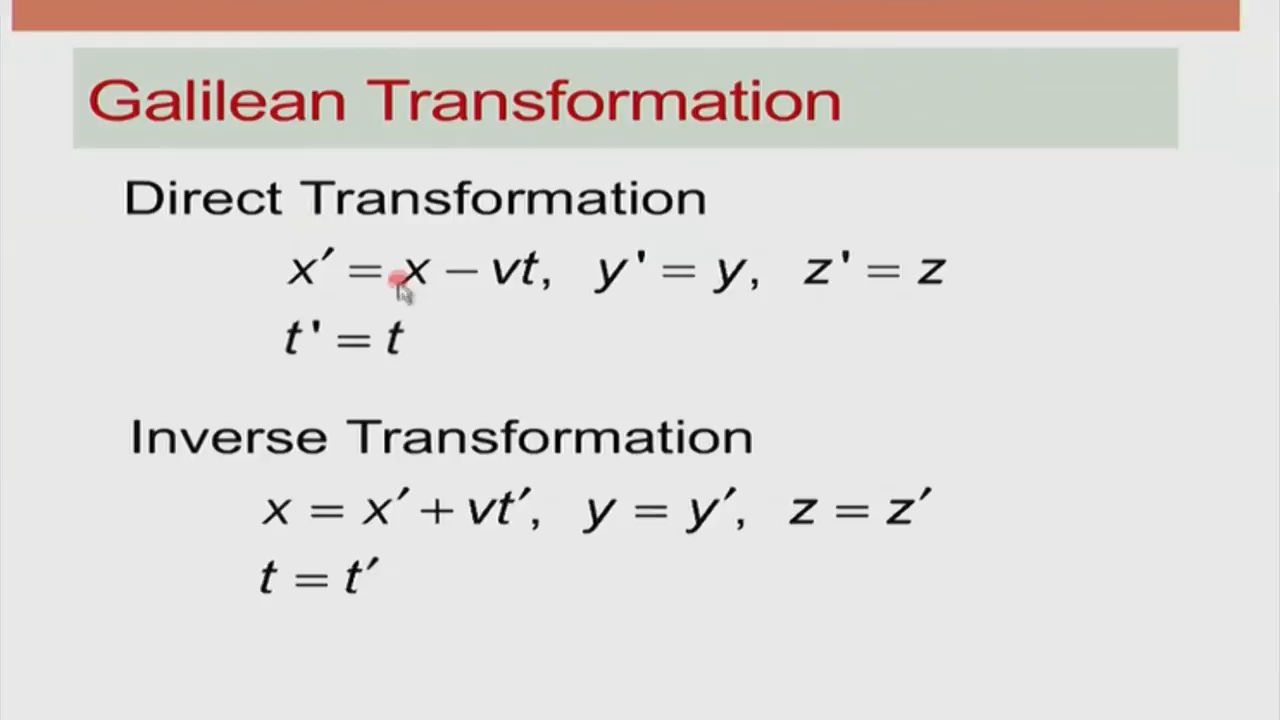 Galilean Transformation
Direct Transformation
x′ = x − vt, y' = y, z' = z
t' = t
Inverse Transformation
x = x′ + vt′, y = y′, z = z′
t = t′